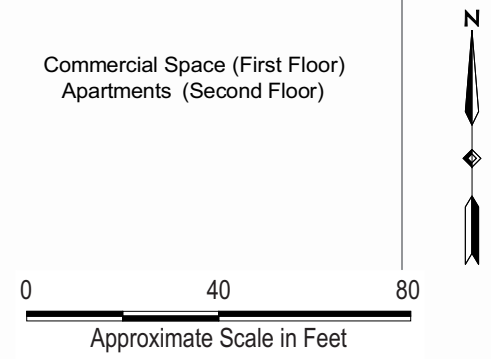 N
Commercial Space (First Floor)
Apartments (Second Floor)
0 40 80
Approximate Scale in Feet